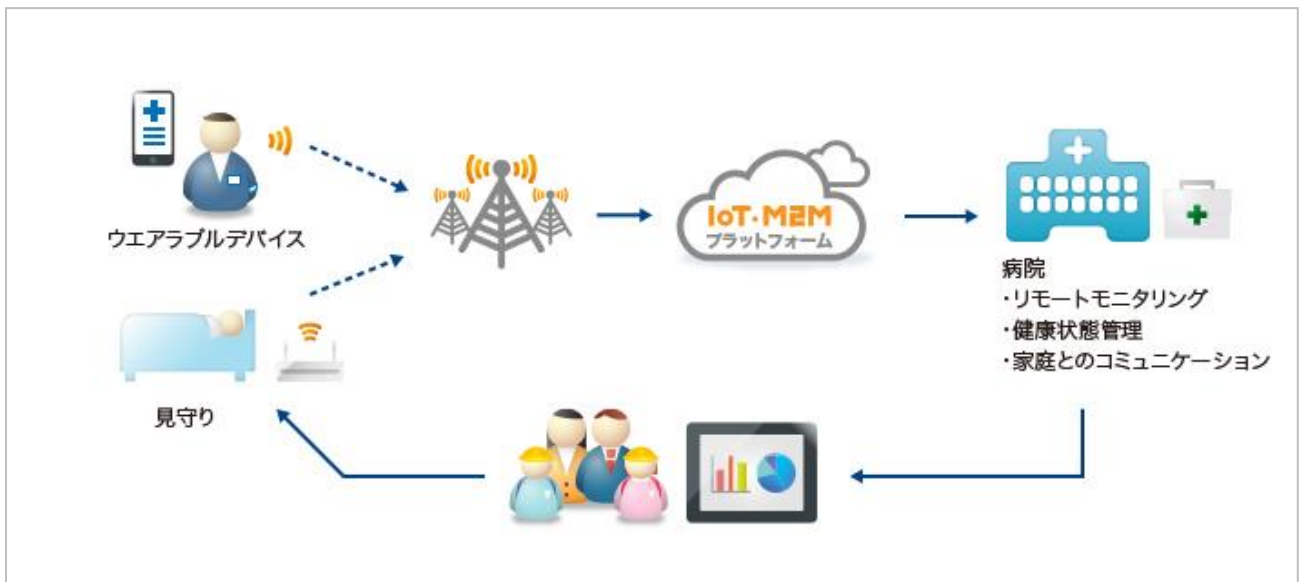 ウエアラブルデバイス
見守り
IoT・M2M
プラットフォーム
病院
・リモートモニタリング
・健康状態管理
・家庭とのコミュニケーション